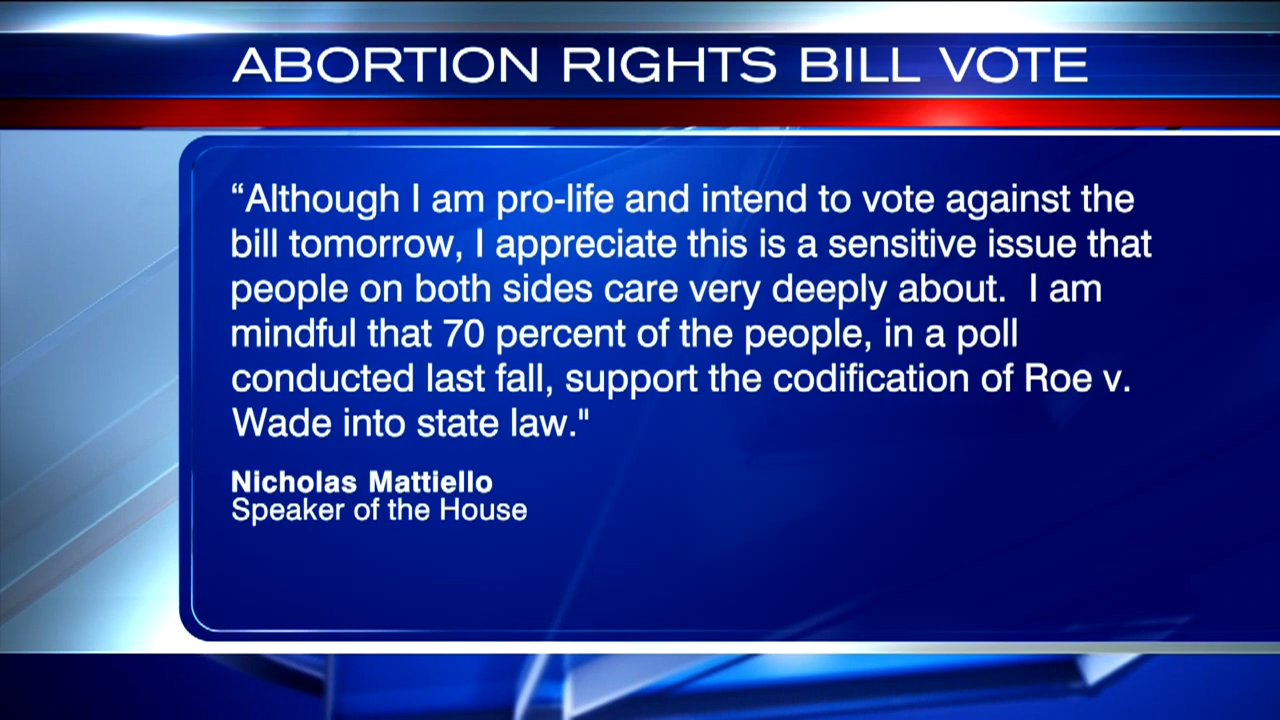 ABORTION RIGHTS BILL VOTE
“Although I am pro-life and intend to vote against the
bill tomorrow, I appreciate this is a sensitive issue that
people on both sides care very deeply about.  I am
mindful that 70 percent of the people, in a poll
conducted last fall, support the codification of Roe v.
Wade into state law."
Nicholas Mattiello
Speaker of the House